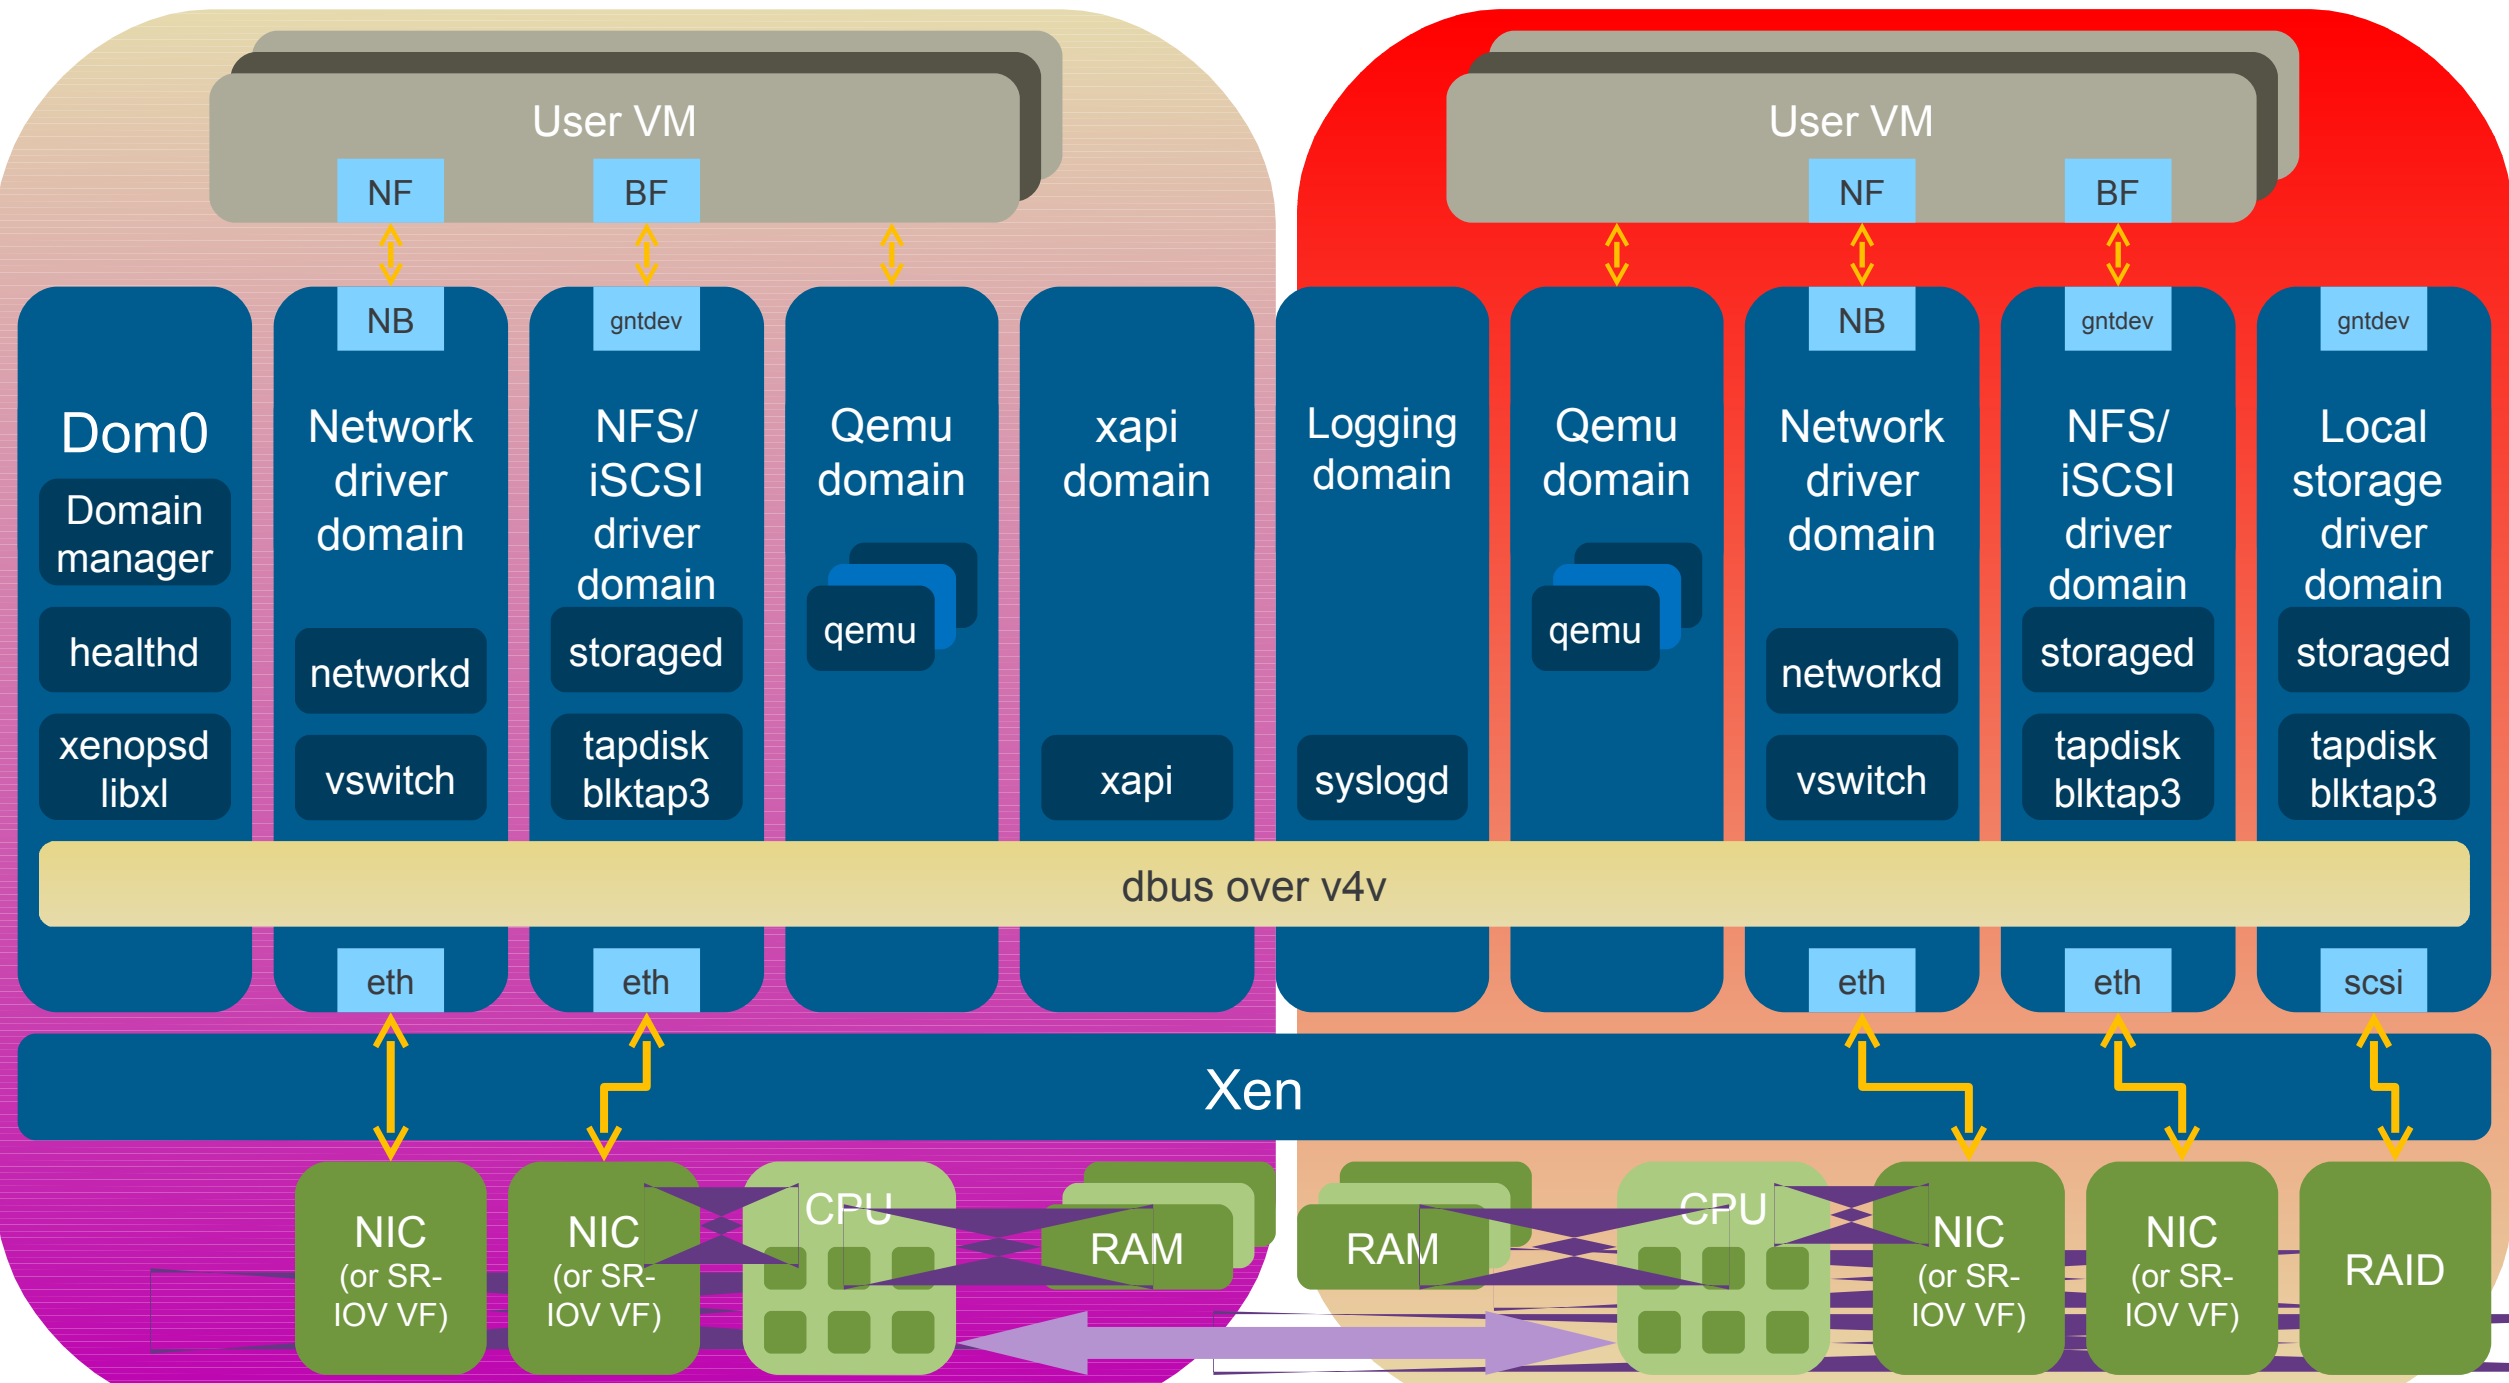 User VM
NF
BF
User VM
NF
BF
NB
gntdev
NB
gntdev
gntdev
Dom0
Domain
manager
healthd
xenopsd
libxl
Network
driver
domain
networkd
vswitch
NFS/
iSCSI
driver
domain
storaged
tapdisk
blktap3
Qemu
domain
qemu
xapi
domain
xapi
Logging
domain
syslogd
Qemu
domain
qemu
Network
driver
domain
networkd
vswitch
NFS/
iSCSI
driver
domain
storaged
tapdisk
blktap3
Local
storage
driver
domain
storaged
tapdisk
blktap3
dbus over v4v
eth
eth
eth
eth
scsi
Xen
NIC
(or SR-
IOV VF)
NIC
(or SR-
IOV VF)
CPU
RAM
RAM
CPU
NIC
(or SR-
IOV VF)
NIC
(or SR-
IOV VF)
RAID